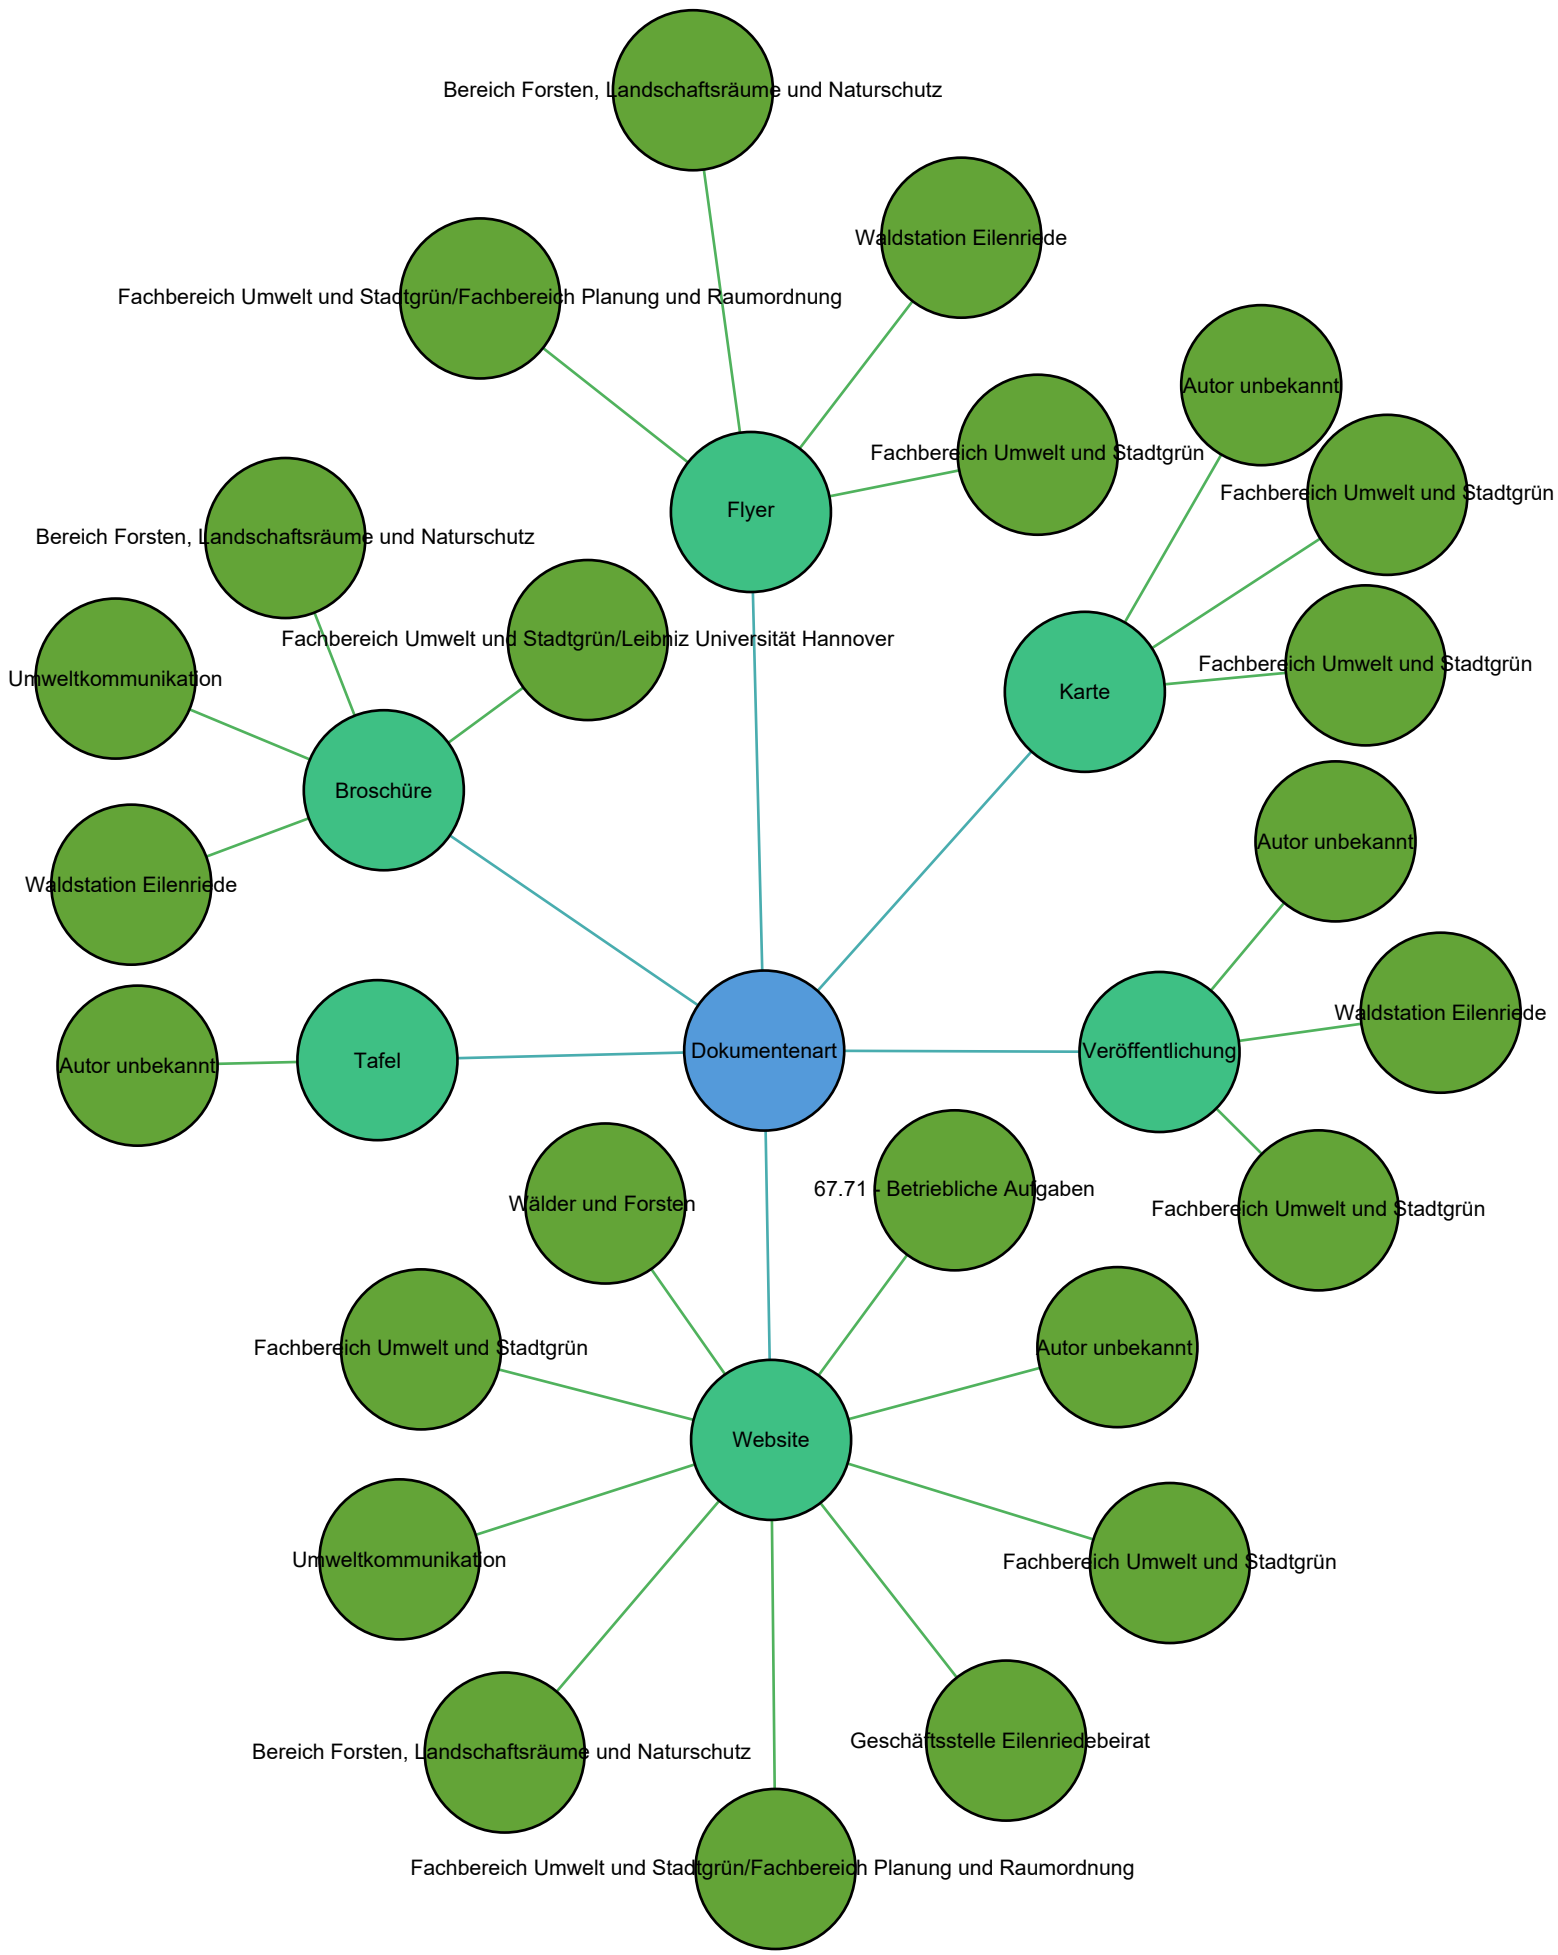 Bereich Forsten, Landschaftsräume und Naturschutz
Waldstation Eilenriede
Fachbereich Umwelt und Stadtgrün/Fachbereich Planung und Raumordnung
Autor unbekannt
Fachbereich Umwelt und Stadtgrün
Fachbereich Umwelt und Stadtgrün
Flyer
Bereich Forsten, Landschaftsräume und Naturschutz
Fachbereich Umwelt und Stadtgrün/Leibniz Universität Hannover
Fachbereich Umwelt und Stadtgrün
Umweltkommunikation
Karte
Broschüre
Autor unbekannt
Waldstation Eilenriede
Waldstation Eilenriede
Dokumentenart
Veröffentlichung
Tafel
Autor unbekannt
67.71 - Betriebliche Aufgaben
Wälder und Forsten
Fachbereich Umwelt und Stadtgrün
Fachbereich Umwelt und Stadtgrün
Autor unbekannt
Website
Umweltkommunikation
Fachbereich Umwelt und Stadtgrün
Geschäftsstelle Eilenriedebeirat
Bereich Forsten, Landschaftsräume und Naturschutz
Fachbereich Umwelt und Stadtgrün/Fachbereich Planung und Raumordnung